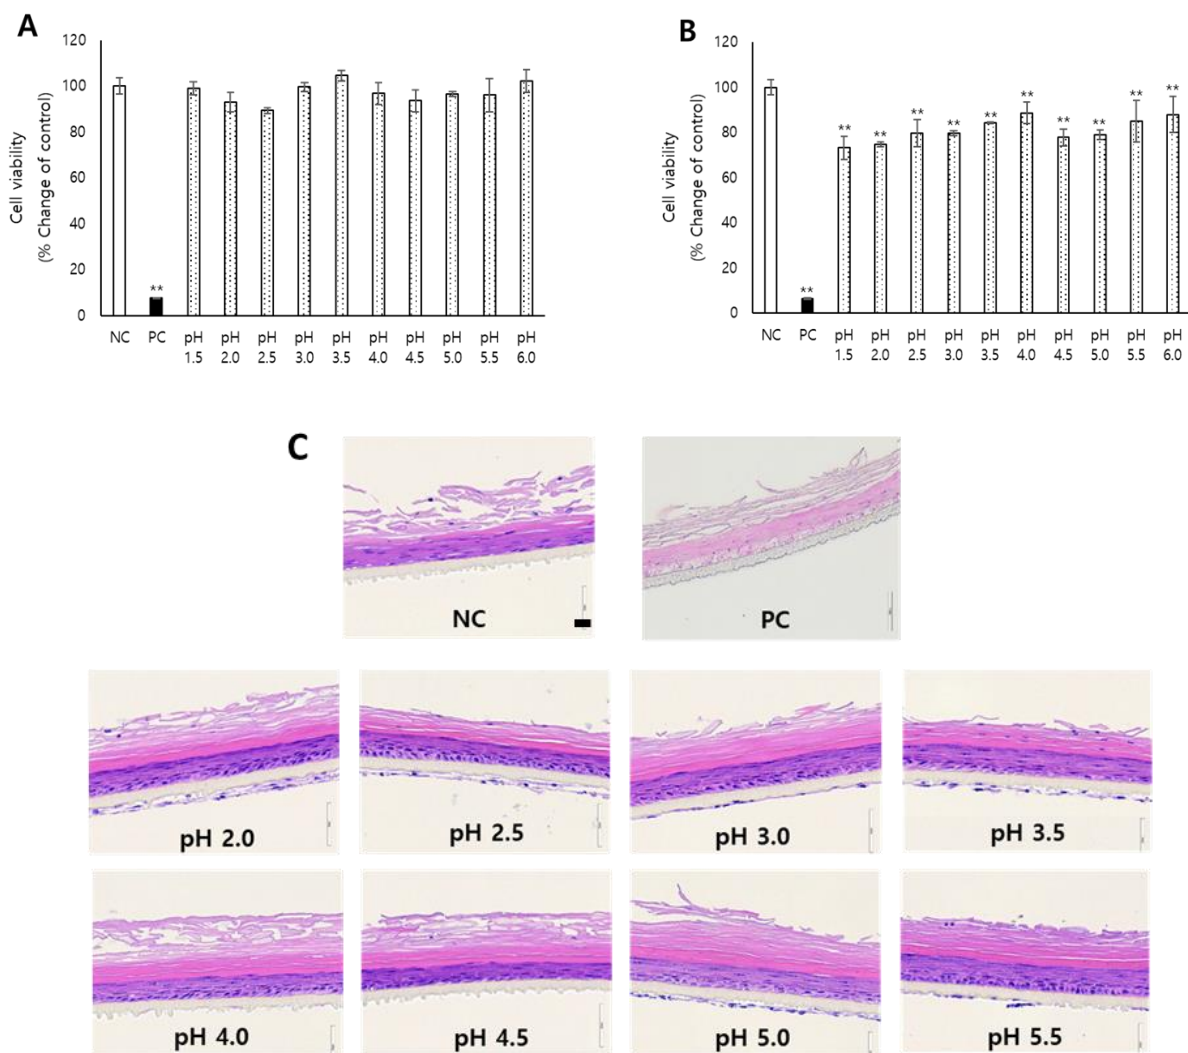 A
120
100
80
60
40
20
0
Cell viability
(% Change of control)
**
NC PC pH pH pH pH pH pH pH pH pH pH
1.5 2.0 2.5 3.0 3.5 4.0 4.5 5.0 5.5 6.0
B
120
100
80
60
40
20
0
Cell viability
(% Change of control)
** ** ** ** ** ** ** ** ** ** **
NC PC pH pH pH pH pH pH pH pH pH pH
1.5 2.0 2.5 3.0 3.5 4.0 4.5 5.0 5.5 6.0
C
NC
PC
pH 2.0
pH 2.5
pH 3.0
pH 3.5
pH 4.0
pH 4.5
pH 5.0
pH 5.5